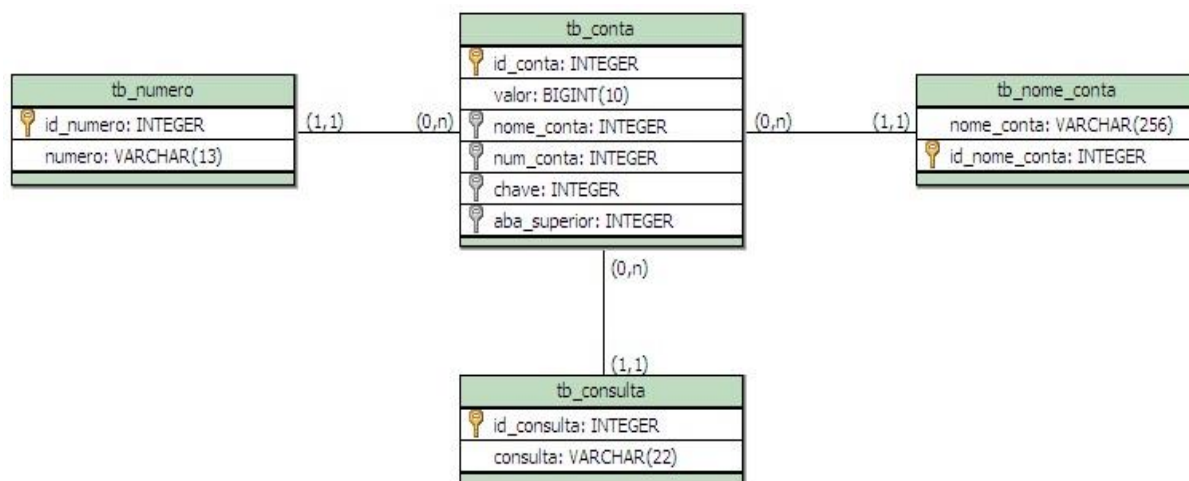 tb_conta
id_conta: INTEGER
valor: BIGINT(10)
nome_conta: INTEGER
num_conta: INTEGER
chave: INTEGER
aba_superior: INTEGER
tb_numero
id_numero: INTEGER
numero: VARCHAR(13)
(1,1)
(0,n)
(0,n)
(1,1)
tb_nome_conta
nome_conta: VARCHAR(256)
id_nome_conta: INTEGER
(0,n)
(1,1)
tb_consulta
id_consulta: INTEGER
consulta: VARCHAR(22)